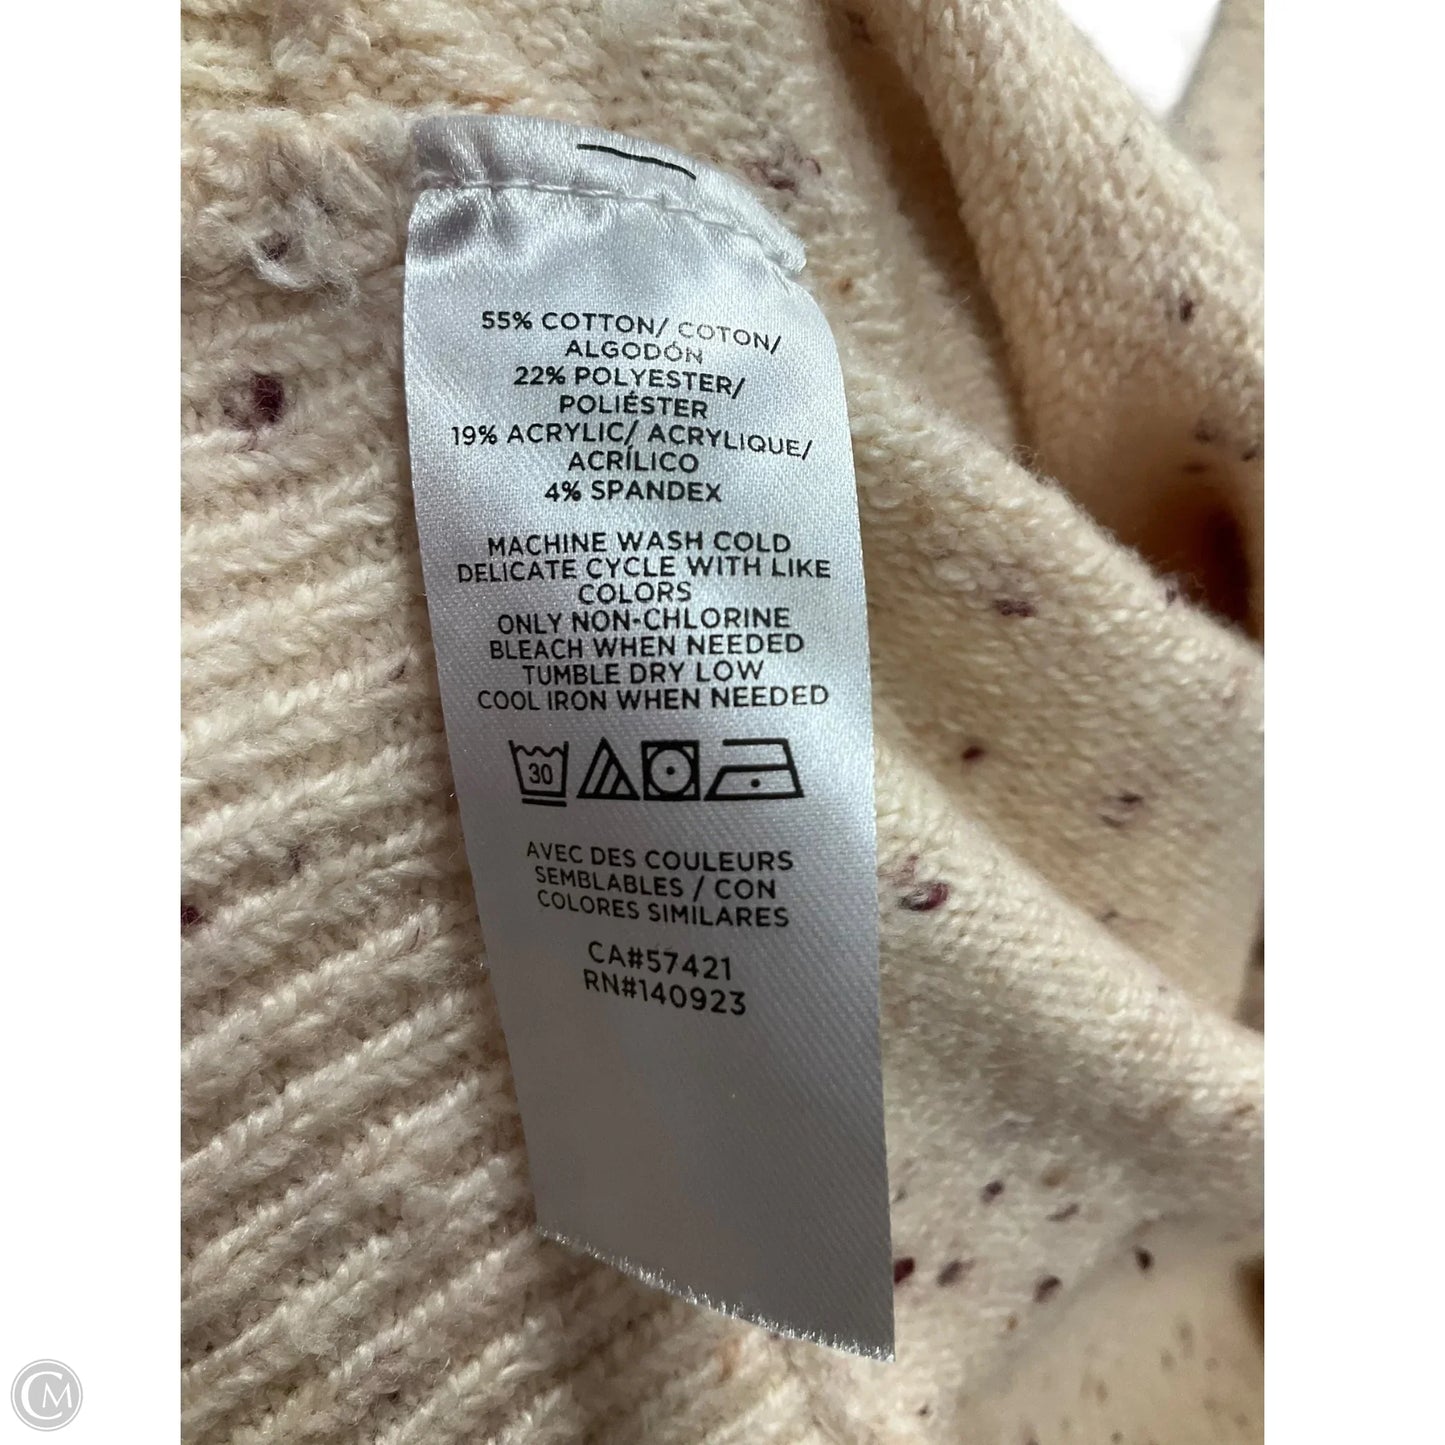 55% COTTON/ COTON/
ALGODÓN
22% POLYESTER/
POLIÉSTER
19% ACRYLIC/ ACRYLIQUE/
ACRÍLICO
4% SPANDEX
MACHINE WASH COLD
DELICATE CYCLE WITH LIKE
COLORS
ONLY NON-CHLORINE
BLEACH WHEN NEEDED
TUMBLE DRY LOW
COOL IRON WHEN NEEDED
30
AVEC DES COULEURS
SEMBLABLES / CON
COLORES SIMILARES
CA#57421
RN#140923
CM